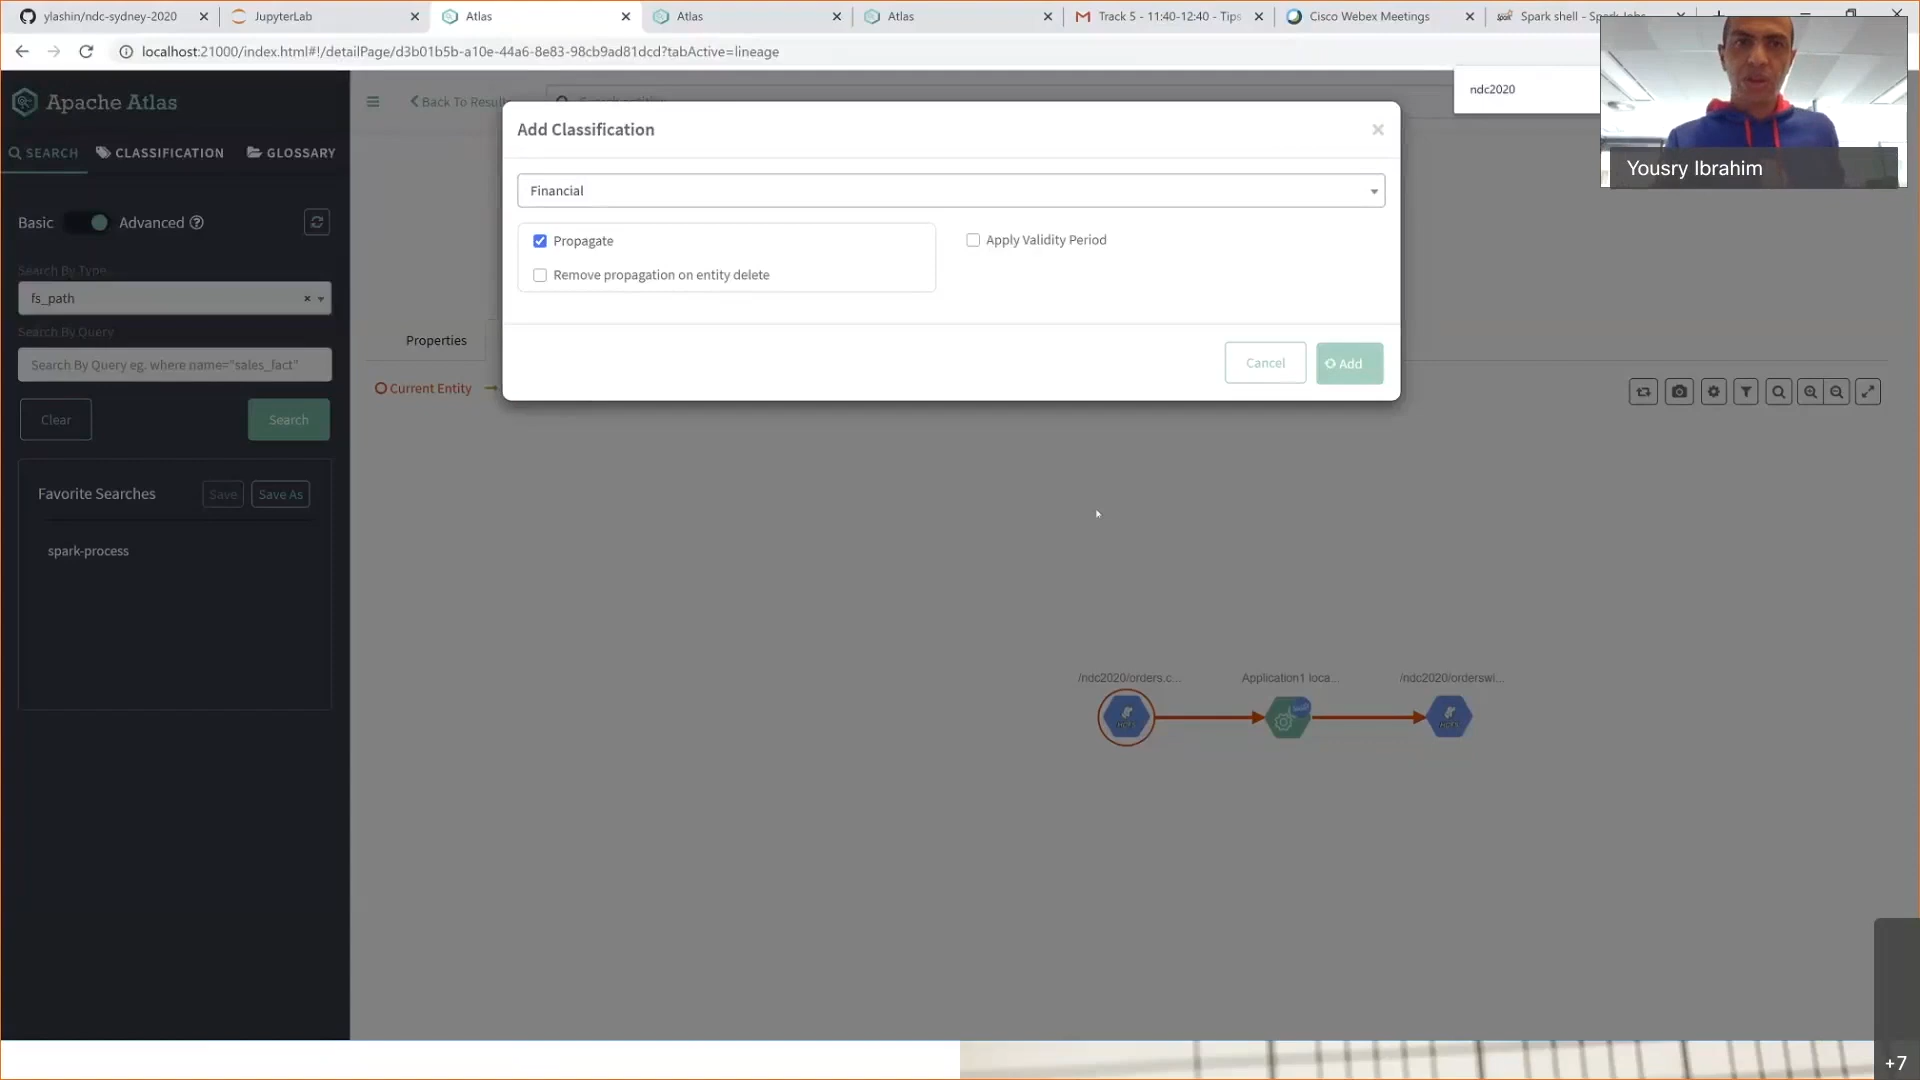 ylashin/ndc-sydney-2020
JupyterLab
Atlas
Atlas
Atlas
Track 5 - 11:40-12:40 - Tips
Cisco Webex Meetings
Spark shell - Spark Jobs
localhost:21000/index.html#!/detailPage/d3b01b5b-a10e-44a6-8e83-98cb9ad81dcd?tabActive=lineage
ndc2020
Yousry Ibrahim
Apache Atlas
Back To Result
SEARCH
CLASSIFICATION
GLOSSARY
Basic
Advanced
Search By Type
fs_path
Search By Query
Search By Query eg. where name="sales_fact"
Clear
Search
Favorite Searches
Save
Save As
spark-process
Add Classification
Financial
Propagate
Remove propagation on entity delete
Apply Validity Period
Cancel
Add
Properties
Current Entity
/ndc2020/orders.c...
Application1 loca...
/ndc2020/orderswi...
+7